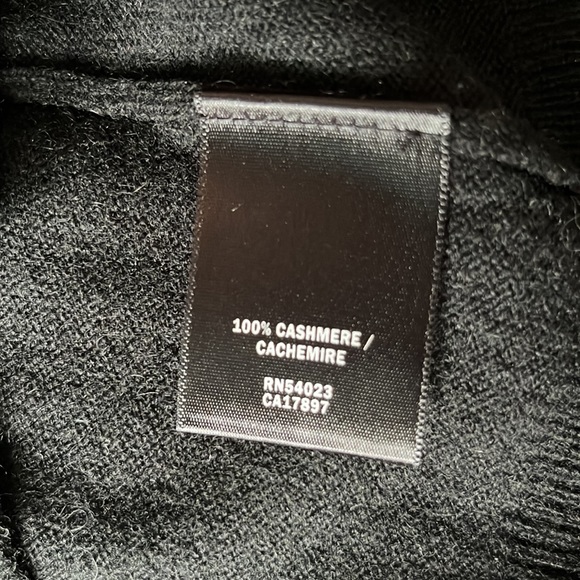 100% CASHMERE /
CACHEMIRE
RN54023
CA17897